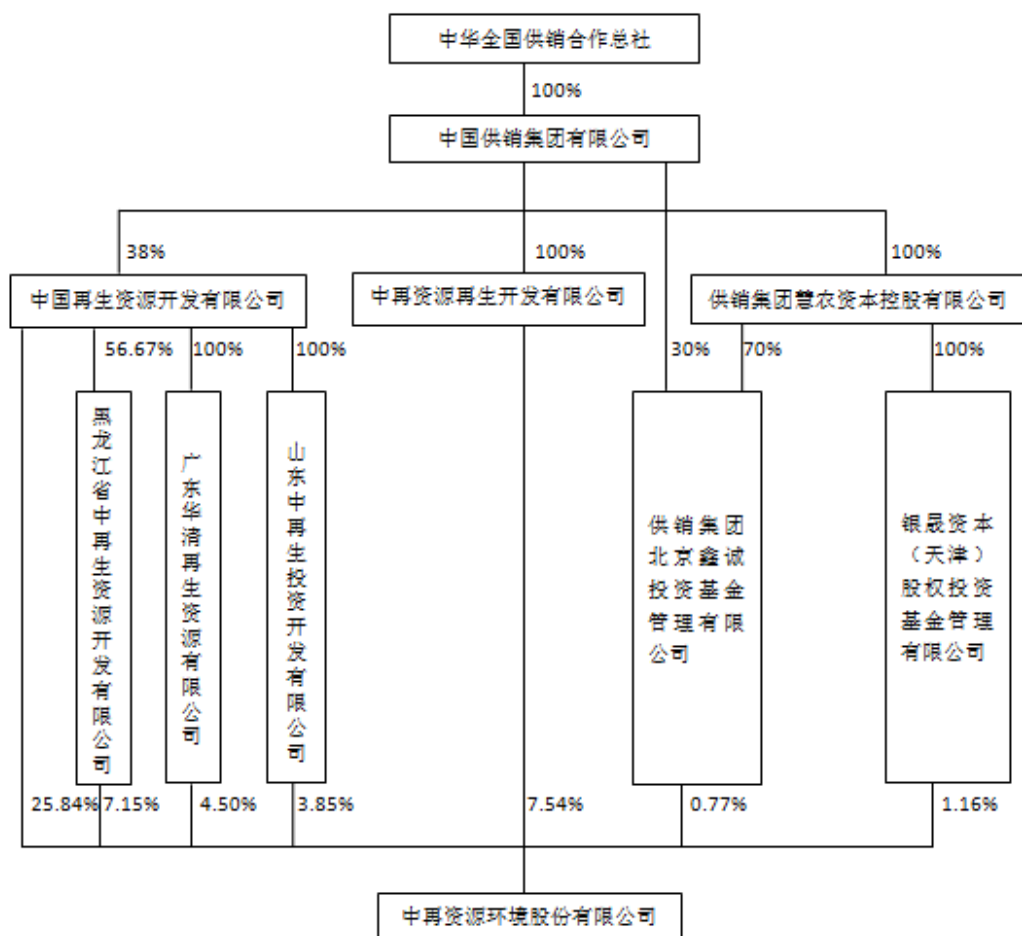 中华全国供销合作总社
100%
中国供销集团有限公司
38%
100%
100%
中国再生资源开发有限公司
中再资源再生开发有限公司
供销集团慧农资本控股有限公司
56.67%
100%
100%
30%
70%
100%
黑龙江省中再生资源开发有限公司
广东华清再生资源有限公司
山东中再生投资开发有限公司
供销集团
北京鑫诚
投资基金
管理有限
公司
银晟资本
（天津）
股权投资
基金管理
有限公司
25.84%
7.15%
4.50%
3.85%
7.54%
0.77%
1.16%
中再资源环境股份有限公司